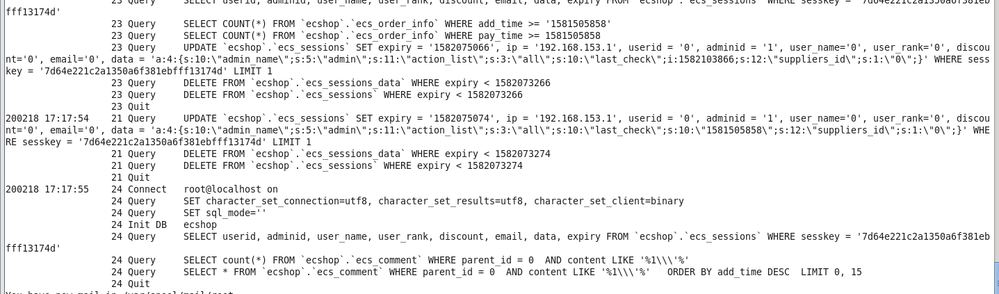 23 Query SELECT userid, adminid, user_name, user_rank, discount, email, data, expiry FROM `ecshop`.`ecs_sessions` WHERE sesskey = '7d64e221c2a1350a6f381eb
fff13174d'
23 Query SELECT COUNT(*) FROM `ecshop`.`ecs_order_info` WHERE add_time >= '1581505858'
23 Query SELECT COUNT(*) FROM `ecshop`.`ecs_order_info` WHERE pay_time >= 1581505858
23 Query UPDATE `ecshop`.`ecs_sessions` SET expiry = '1582075066', ip = '192.168.153.1', userid = '0', adminid = '1', user_name='0', user_rank='0', discou
nt='0', email='0', data = 'a:4:{s:10:\"admin_name\";s:5:\"admin\";s:11:\"action_list\";s:3:\"all\";s:10:\"last_check\";i:1582103866;s:12:\"suppliers_id\";s:1:\"0\";}' WHERE sess
key = '7d64e221c2a1350a6f381ebfff13174d' LIMIT 1
23 Query DELETE FROM `ecshop`.`ecs_sessions_data` WHERE expiry < 1582073266
23 Query DELETE FROM `ecshop`.`ecs_sessions` WHERE expiry < 1582073266
23 Quit
200218 17:17:54 21 Query UPDATE `ecshop`.`ecs_sessions` SET expiry = '1582075074', ip = '192.168.153.1', userid = '0', adminid = '1', user_name='0', user_rank='0', discou
nt='0', email='0', data = 'a:4:{s:10:\"admin_name\";s:5:\"admin\";s:11:\"action_list\";s:3:\"all\";s:10:\"last_check\";s:10:\"1581505858\";s:12:\"suppliers_id\";s:1:\"0\";}' WHE
RE sesskey = '7d64e221c2a1350a6f381ebfff13174d' LIMIT 1
21 Query DELETE FROM `ecshop`.`ecs_sessions_data` WHERE expiry < 1582073274
21 Query DELETE FROM `ecshop`.`ecs_sessions` WHERE expiry < 1582073274
21 Quit
200218 17:17:55 24 Connect root@localhost on
24 Query SET character_set_connection=utf8, character_set_results=utf8, character_set_client=binary
24 Query SET sql_mode=''
24 Init DB ecshop
24 Query SELECT userid, adminid, user_name, user_rank, discount, email, data, expiry FROM `ecshop`.`ecs_sessions` WHERE sesskey = '7d64e221c2a1350a6f381eb
fff13174d'
24 Query SELECT count(*) FROM `ecshop`.`ecs_comment` WHERE parent_id = 0 AND content LIKE '%1\\\'%'
24 Query SELECT * FROM `ecshop`.`ecs_comment` WHERE parent_id = 0 AND content LIKE '%1\\\'%' ORDER BY add_time DESC LIMIT 0, 15
24 Quit
You have new mail in /var/spool/mail/root